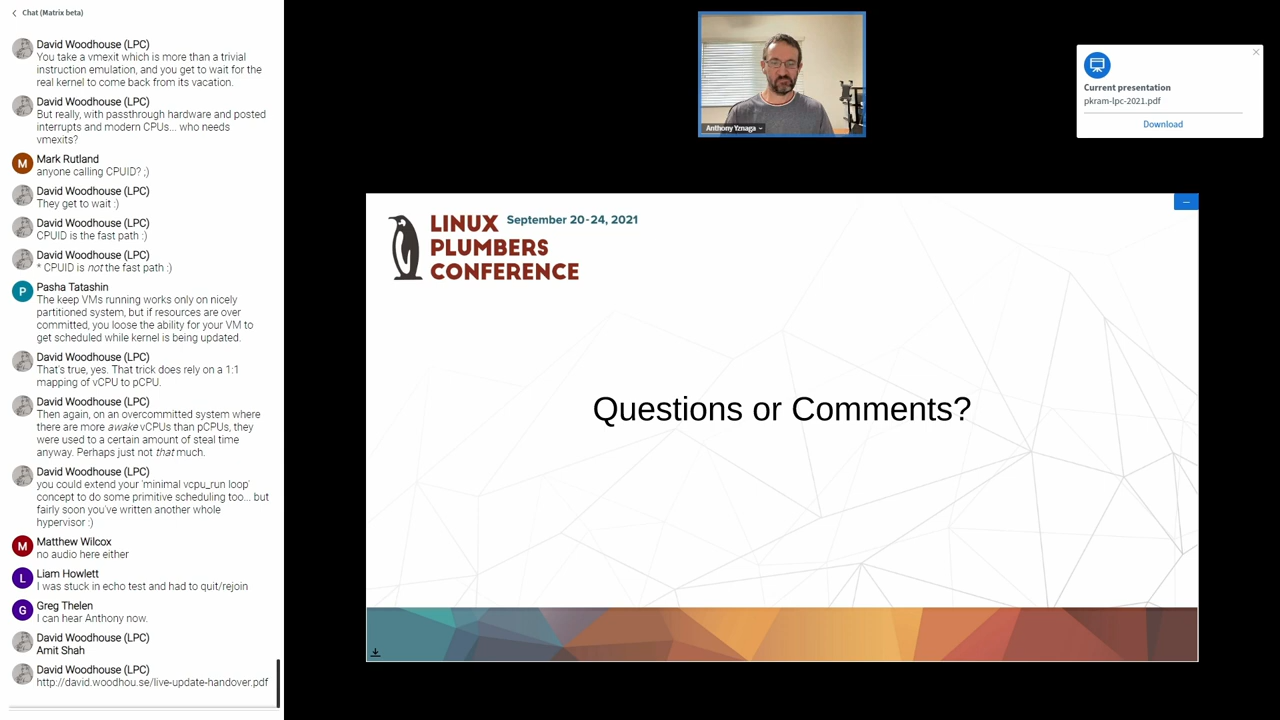 Chat (Matrix beta)
David Woodhouse (LPC)
You take a vmexit which is more than a trivial
instruction emulation, and you get to wait for the
real kernel to come back from its vacation.
David Woodhouse (LPC)
But really, with passthrough hardware and posted
interrupts and modern CPUs... who needs
vmexits?
M
Mark Rutland
anyone calling CPUID? ;)
David Woodhouse (LPC)
They get to wait :)
David Woodhouse (LPC)
CPUID is the fast path :)
David Woodhouse (LPC)
* CPUID is not the fast path :)
P
Pasha Tatashin
The keep VMs running works only on nicely
partitioned system, but if resources are over
committed, you loose the ability for your VM to
get scheduled while kernel is being updated.
David Woodhouse (LPC)
That's true, yes. That trick does rely on a 1:1
mapping of vCPU to pCPU.
David Woodhouse (LPC)
Then again, on an overcommitted system where
there are more awake vCPUs than pCPUs, they
were used to a certain amount of steal time
anyway. Perhaps just not that much.
David Woodhouse (LPC)
you could extend your 'minimal vcpu_run loop'
concept to do some primitive scheduling too... but
fairly soon you've written another whole
hypervisor :)
M
Matthew Wilcox
no audio here either
L
Liam Howlett
I was stuck in echo test and had to quit/rejoin
G
Greg Thelen
I can hear Anthony now.
David Woodhouse (LPC)
Amit Shah
David Woodhouse (LPC)
http://david.woodhou.se/live-update-handover.pdf
Anthony Yznaga
Current presentation
pkram-lpc-2021.pdf
Download
LINUX September 20-24, 2021
PLUMBERS
CONFERENCE
Questions or Comments?